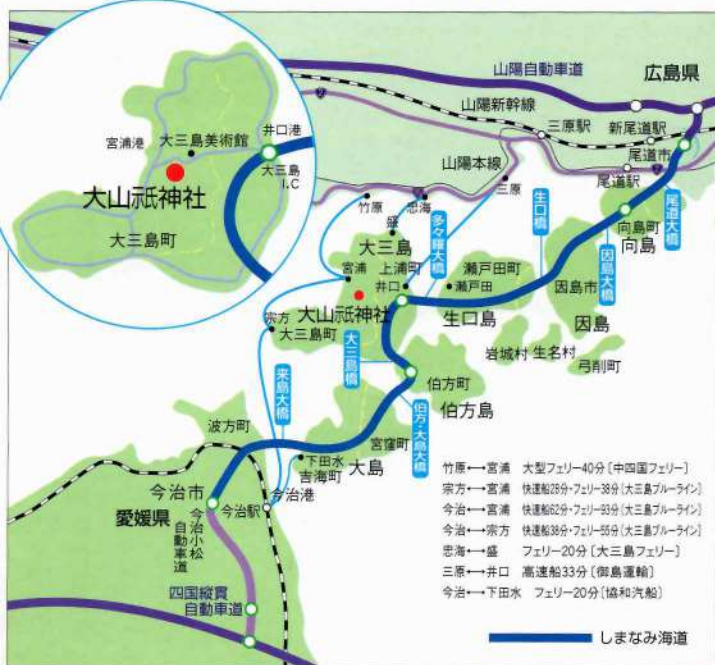 宮浦港
大三島美術館
井口港
大三島
I.C
大山祇神社
大三島町
山陽自動車道
広島県
山陽新幹線
2
三原駅
新尾道駅
尾道市
山陽本線
尾道駅
2
三原
竹原
忠海
盛
大三島
多々羅大橋
生口橋
尾道大橋
向島町
向島
因島大橋
宮浦
上浦町
井口
瀬戸田町
瀬戸田
因島市
大山祇神社
生口島
因島
宗方
大三島町
大三島橋
岩城村
生名村
弓削町
来島大橋
伯方町
伯方島
伯方・大島大橋
波方町
宮窪町
下田水
大島
吉海町
今治市
今治港
今治駅
愛媛県
今治小松
自動車道
四国縦貫
自動車道
竹原⟷宮浦 大型フェリー40分〔中四国フェリー〕
宗方⟷宮浦 快速船28分・フェリー38分〔大三島ブルーライン〕
今治⟷宮浦 快速船62分・フェリー93分〔大三島ブルーライン〕
今治⟷宗方 快速船38分・フェリー55分〔大三島ブルーライン〕
忠海⟷盛 フェリー20分〔大三島フェリー〕
三原⟷井口 高速船33分〔御島運輸〕
今治⟷下田水 フェリー20分〔協和汽船〕
しまなみ海道